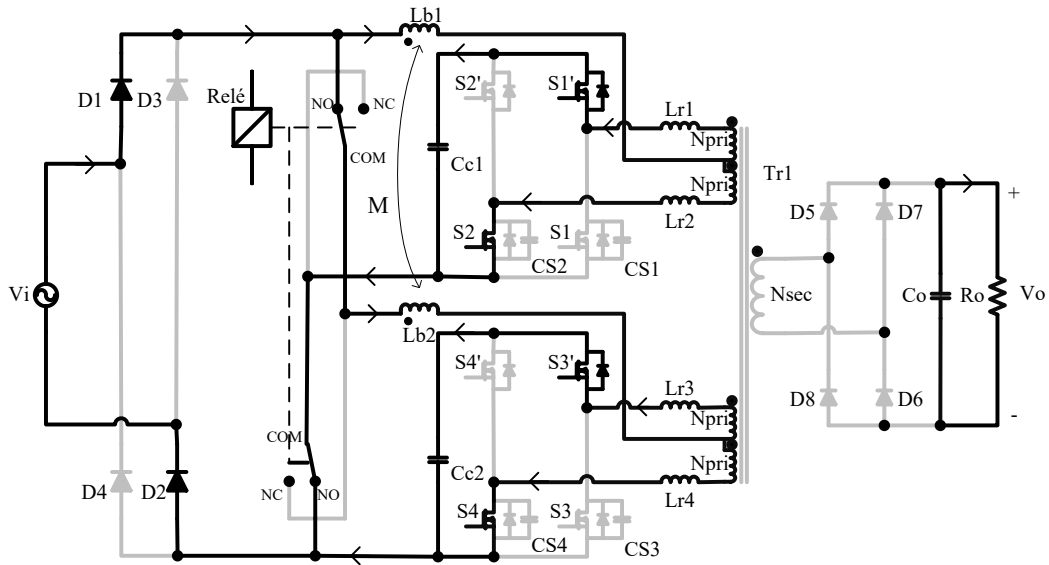 Lb1
D1
D3
Relé
NO
NC
COM
S2'
S1'
Lr1
Npri
Cc1
Npri
Tr1
M
Lr2
S2
S1
CS2
CS1
D5
D7
+
Vi
Nsec
Co
Ro
Vo
Lb2
S4'
S3'
Lr3
D8
D6
Npri
-
COM
Cc2
Npri
D4
D2
NC
NO
Lr4
S4
S3
CS4
CS3